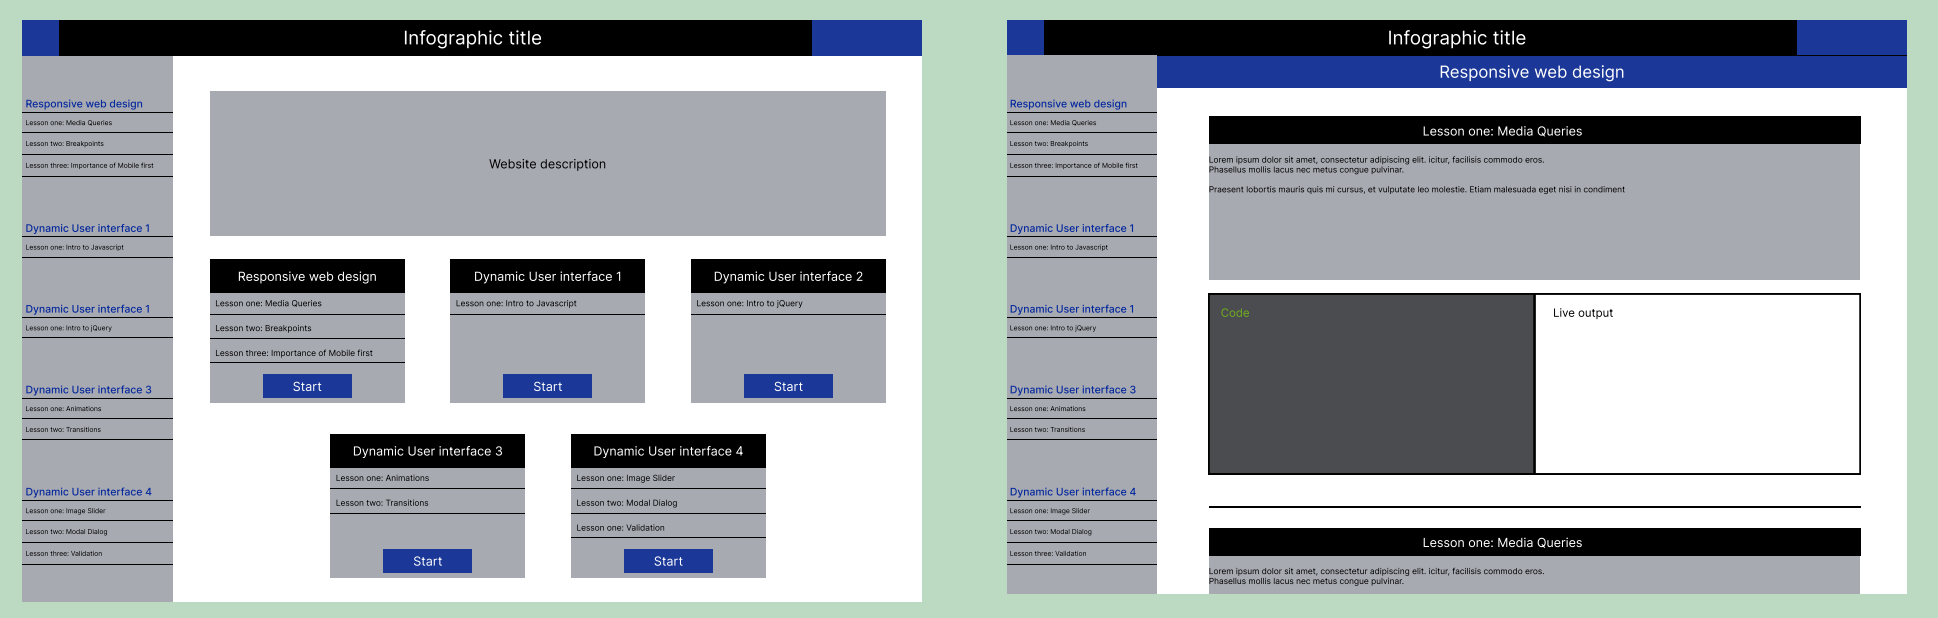 Infographic title
Responsive web design
Lesson one: Media Queries
Lesson two: Breakpoints
Lesson three: Importance of Mobile first
Dynamic User interface 1
Lesson one: Intro to Javascript
Dynamic User interface 1
Lesson one: Intro to jQuery
Dynamic User interface 3
Lesson one: Animations
Lesson two: Transitions
Dynamic User interface 4
Lesson one: Image Slider
Lesson two: Modal Dialog
Lesson three: Validation
Website description
Responsive web design
Lesson one: Media Queries
Lesson two: Breakpoints
Lesson three: Importance of Mobile first
Start
Dynamic User interface 1
Lesson one: Intro to Javascript
Start
Dynamic User interface 2
Lesson one: Intro to jQuery
Start
Dynamic User interface 3
Lesson one: Animations
Lesson two: Transitions
Start
Dynamic User interface 4
Lesson one: Image Slider
Lesson two: Modal Dialog
Lesson one: Validation
Start
Infographic title
Responsive web design
Responsive web design
Lesson one: Media Queries
Lesson two: Breakpoints
Lesson three: Importance of Mobile first
Dynamic User interface 1
Lesson one: Intro to Javascript
Dynamic User interface 1
Lesson one: Intro to jQuery
Dynamic User interface 3
Lesson one: Animations
Lesson two: Transitions
Dynamic User interface 4
Lesson one: Image Slider
Lesson two: Modal Dialog
Lesson three: Validation
Lesson one: Media Queries
Lorem ipsum dolor sit amet, consectetur adipiscing elit. icitur, facilisis commodo eros.
Phasellus mollis lacus nec metus congue pulvinar.
Praesent lobortis mauris quis mi cursus, et vulputate leo molestie. Etiam malesuada eget nisi in condiment
Code
Live output
Lesson one: Media Queries
Lorem ipsum dolor sit amet, consectetur adipiscing elit. icitur, facilisis commodo eros.
Phasellus mollis lacus nec metus congue pulvinar.